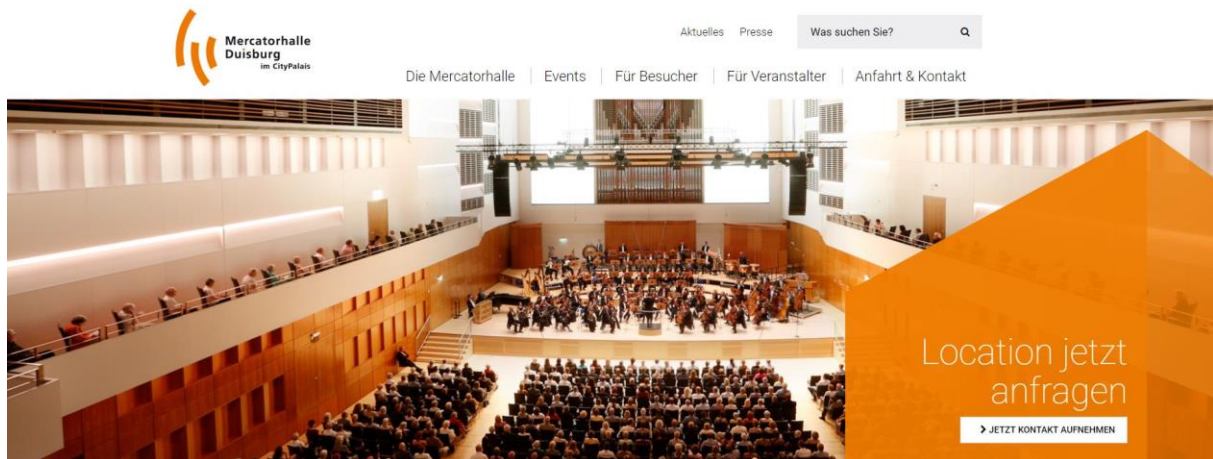 Mercatorhalle
Duisburg
im CityPalais
Aktuelles Presse Was suchen Sie?
Die Mercatorhalle Events Für Besucher Für Veranstalter Anfahrt & Kontakt
Location jetzt
anfragen
JETZT KONTAKT AUFNEHMEN